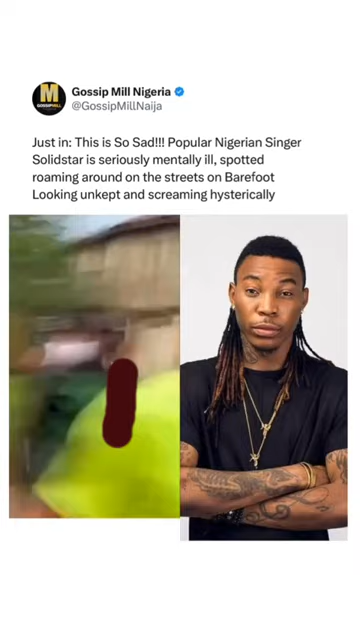 M
GOSSIPMILL
Gossip Mill Nigeria
@GossipMillNaija
Just in: This is So Sad!!! Popular Nigerian Singer
Solidstar is seriously mentally ill, spotted
roaming around on the streets on Barefoot
Looking unkept and screaming hysterically